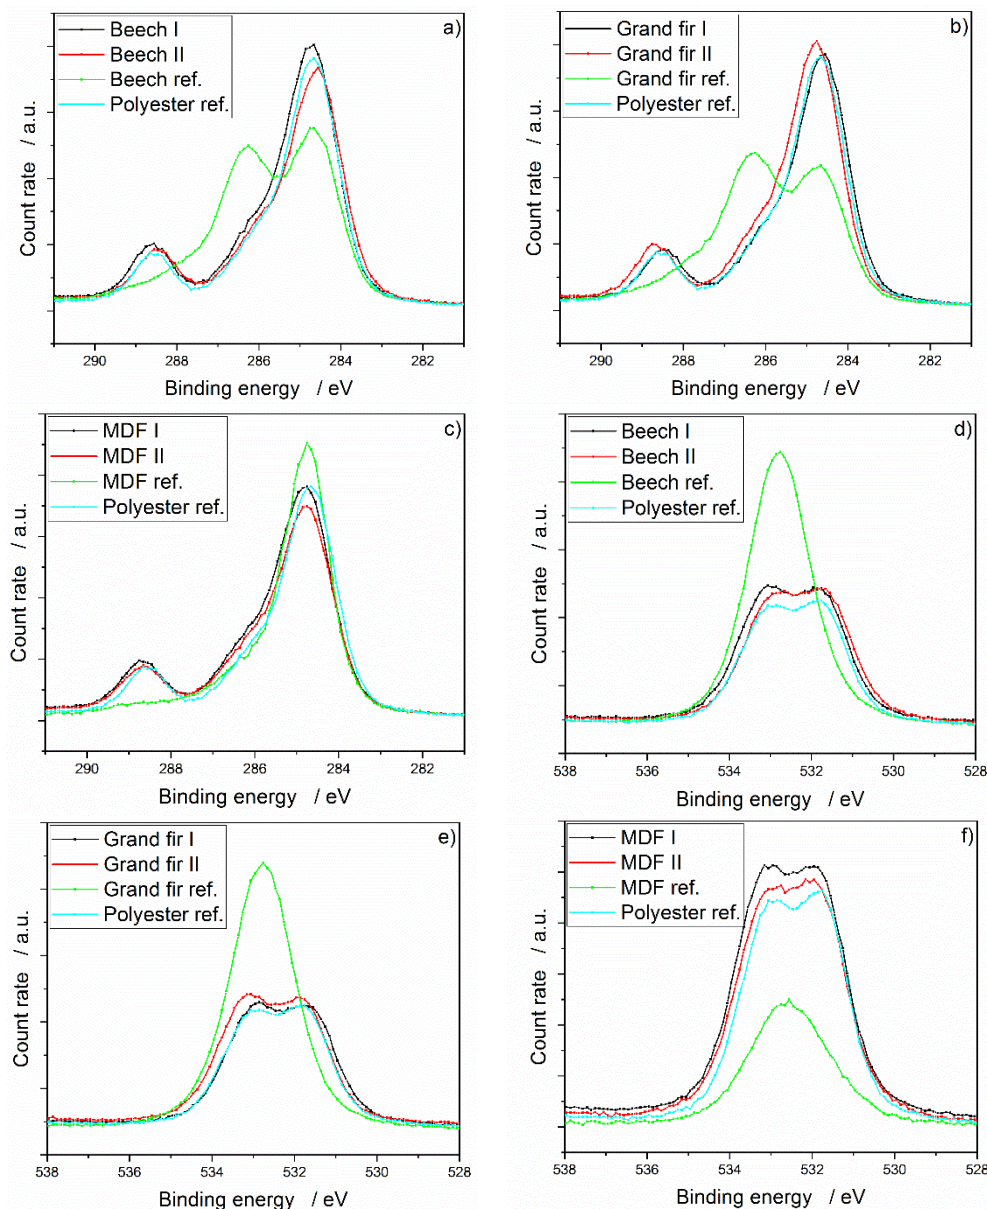 a)
Beech I
Beech II
Beech ref.
Polyester ref.
Count rate / a.u.
290 288 286 284 282
Binding energy / eV
b)
Grand fir I
Grand fir II
Grand fir ref.
Polyester ref.
Count rate / a.u.
290 288 286 284 282
Binding energy / eV
c)
MDF I
MDF II
MDF ref.
Polyester ref.
Count rate / a.u.
290 288 286 284 282
Binding energy / eV
d)
Beech I
Beech II
Beech ref.
Polyester ref.
Count rate / a.u.
538 536 534 532 530 528
Binding energy / eV
e)
Grand fir I
Grand fir II
Grand fir ref.
Polyester ref.
Count rate / a.u.
538 536 534 532 530 528
Binding energy / eV
f)
MDF I
MDF II
MDF ref.
Polyester ref.
Count rate / a.u.
538 536 534 532 530 528
Binding energy / eV